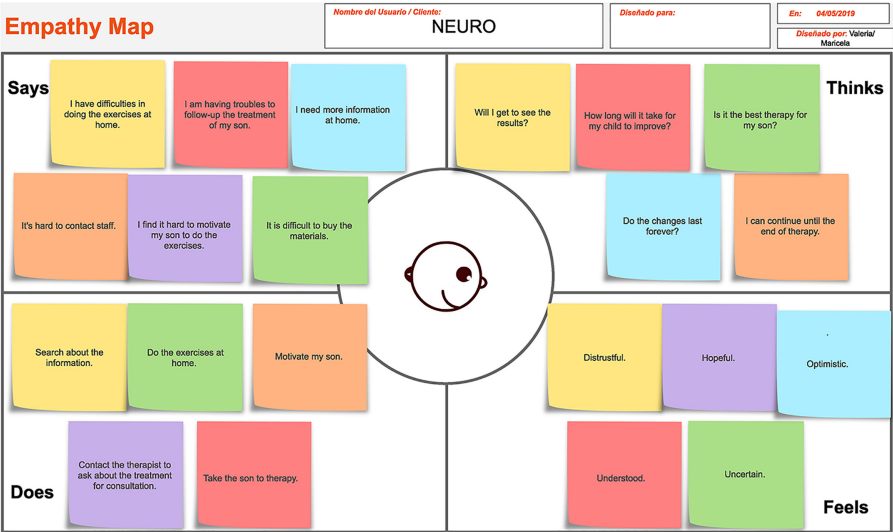 Empathy Map
Nombre del Usuario / Cliente:
NEURO
Diseñado para:
En: 04/05/2019
Diseñado por: Valeria/
Maricela
Says
I have difficulties in
doing the exercises at
home.
I am having troubles to
follow-up the treatment
of my son.
I need more information
at home.
It's hard to contact staff.
I find it hard to motivate
my son to do the
exercises.
It is difficult to buy the
materials.
Thinks
Will I get to see the
results?
How long will it take for
my child to improve?
Is it the best therapy for
my son?
Do the changes last
forever?
I can continue until the
end of therapy.
Does
Search about the
information.
Do the exercises at
home.
Motivate my son.
Contact the therapist to
ask about the treatment
for consultation.
Take the son to therapy.
Feels
Distrustful.
Hopeful.
Optimistic.
Understood.
Uncertain.